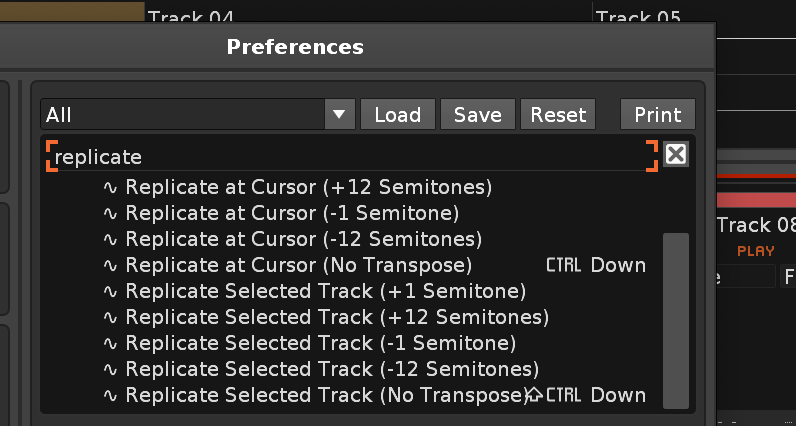 Track 04
Track 05
Preferences
All
Load
Save
Reset
Print
replicate
∿ Replicate at Cursor (+12 Semitones)
∿ Replicate at Cursor (-1 Semitone)
∿ Replicate at Cursor (-12 Semitones)
∿ Replicate at Cursor (No Transpose) CTRL Down
∿ Replicate Selected Track (+1 Semitone)
∿ Replicate Selected Track (+12 Semitones)
∿ Replicate Selected Track (-1 Semitone)
∿ Replicate Selected Track (-12 Semitones)
∿ Replicate Selected Track (No Transpose) ⇧CTRL Down
Track 08
PLAY